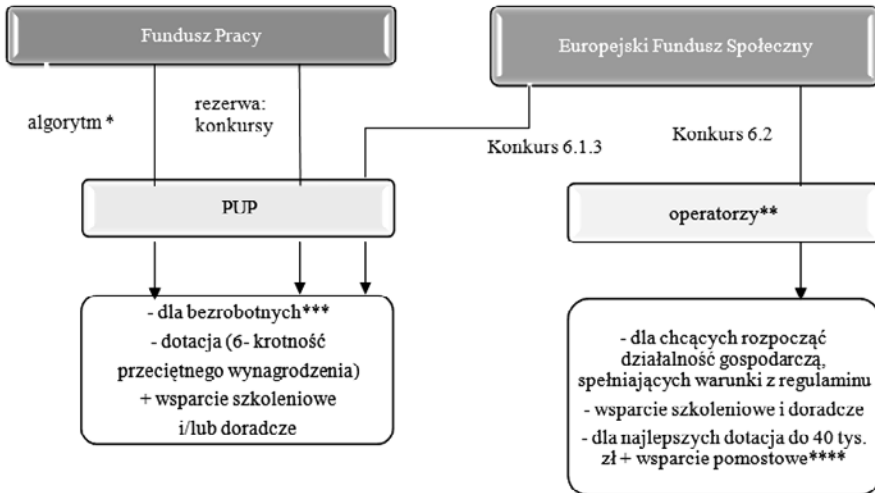 Fundusz Pracy
Europejski Fundusz Społeczny
algorytm *
rezerwa:
konkursy
Konkurs 6.1.3
Konkurs 6.2
PUP
operatorzy**
- dla bezrobotnych***
- dotacja (6- krotność
przeciętnego wynagrodzenia)
+ wsparcie szkoleniowe
i/lub doradcze
- dla chcących rozpocząć
działalność gospodarczą,
spełniających warunki z regulaminu
- wsparcie szkoleniowe i doradcze
- dla najlepszych dotacja do 40 tys.
zł + wsparcie pomostowe****